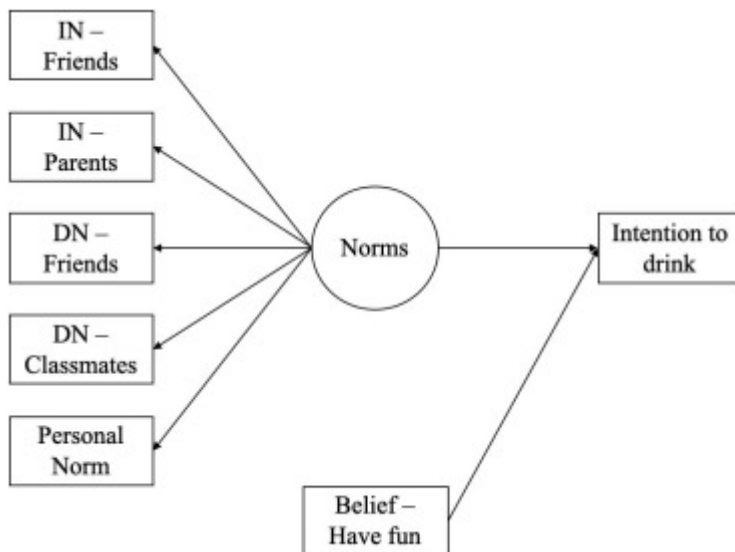 IN –
Friends
IN –
Parents
DN –
Friends
DN –
Classmates
Personal
Norm
Norms
Intention to
drink
Belief –
Have fun